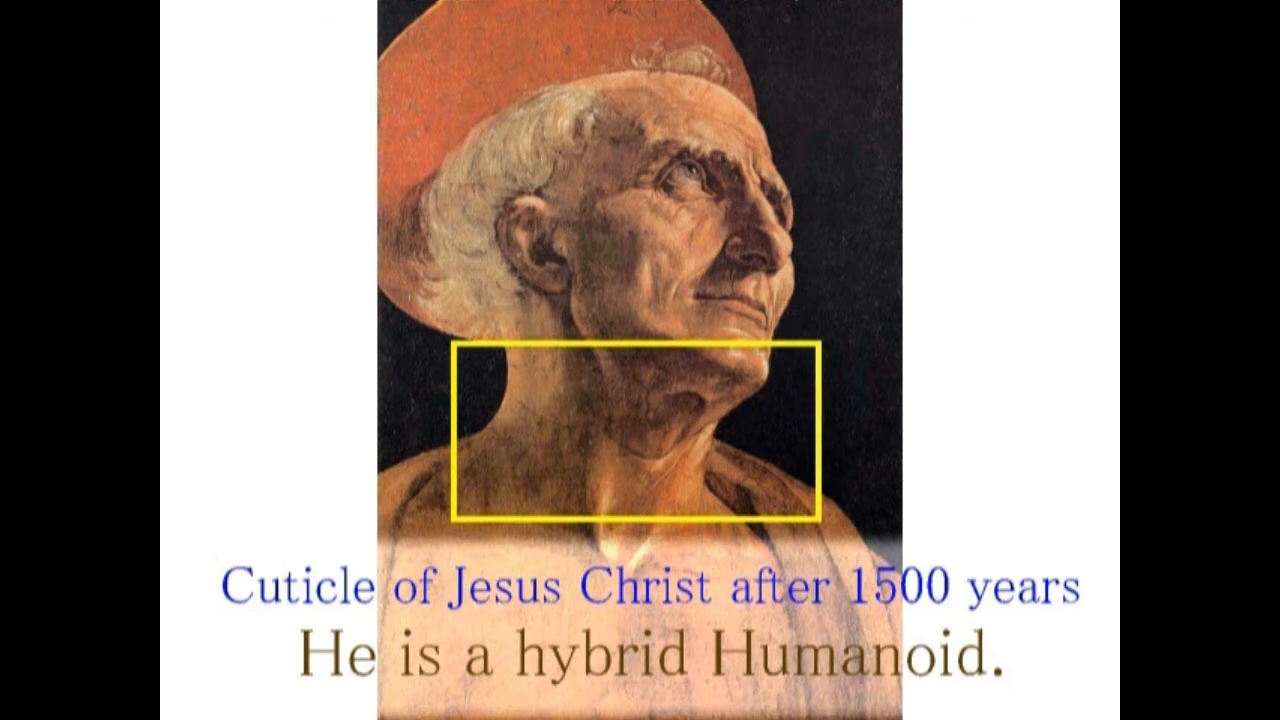 Cuticle of Jesus Christ after 1500 years
He is a hybrid Humanoid.